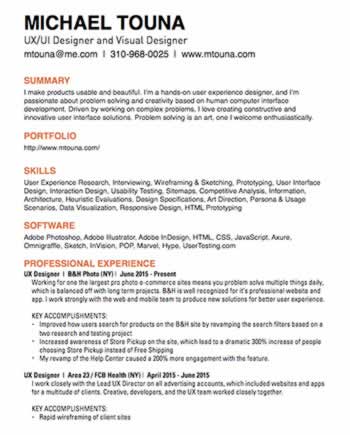 MICHAEL TOUNA
UX/UI Designer and Visual Designer
mtouna@me.com | 310-968-0025 | www.mtouna.com
SUMMARY
I make products usable and beautiful. I'm a hands-on user experience designer, and I'm
passionate about problem solving and creativity based on human computer interface
development. Driven by working on complex problems, I love creating constructive and
innovative user interface solutions. Problem solving is an art, one I welcome enthusiastically.
PORTFOLIO
http://www.mtouna.com/
SKILLS
User Experience Research, Interviewing, Wireframing & Sketching, Prototyping, User Interface
Design, Interaction Design, Usability Testing, Sitemaps, Competitive Analysis, Information,
Architecture, Heuristic Evaluations, Design Specifications, Art Direction, Persona & Usage
Scenarios, Data Visualization, Responsive Design, HTML Prototyping
SOFTWARE
Adobe Photoshop, Adobe Illustrator, Adobe InDesign, HTML, CSS, JavaScript, Axure,
Omnigraffle, Sketch, InVision, POP, Marvel, Hype, UserTesting.com
PROFESSIONAL EXPERIENCE
UX Designer | B&H Photo (NY) | June 2015 - Present
Working for one of the largest pro photo e-commerce sites means you problem solve multiple things daily,
which is balanced off with long term projects. B&H is well recognized for it's professional website and
app. I work strongly with the web and mobile team to produce new solutions for better user experience.
KEY ACCOMPLISHMENTS:
• Improved how users search for products on the B&H site by revamping the search filters based on a
two research and testing project
• Increased awareness of Store Pickup on the site, which lead to a dramatic 300% increase of people
choosing Store Pickup instead of Free Shipping
• My revamp of the Help Center caused a 200% more engagement with the feature.
UX Designer | Area 23 / FCB Health (NY) | April 2015 - June 2015
I work closely with the Lead UX Director on all advertising accounts, which included websites and apps
for a multitude of clients. Creative, developers, and the UX team worked closely together.
KEY ACCOMPLISHMENTS:
• Rapid wireframing of client sites